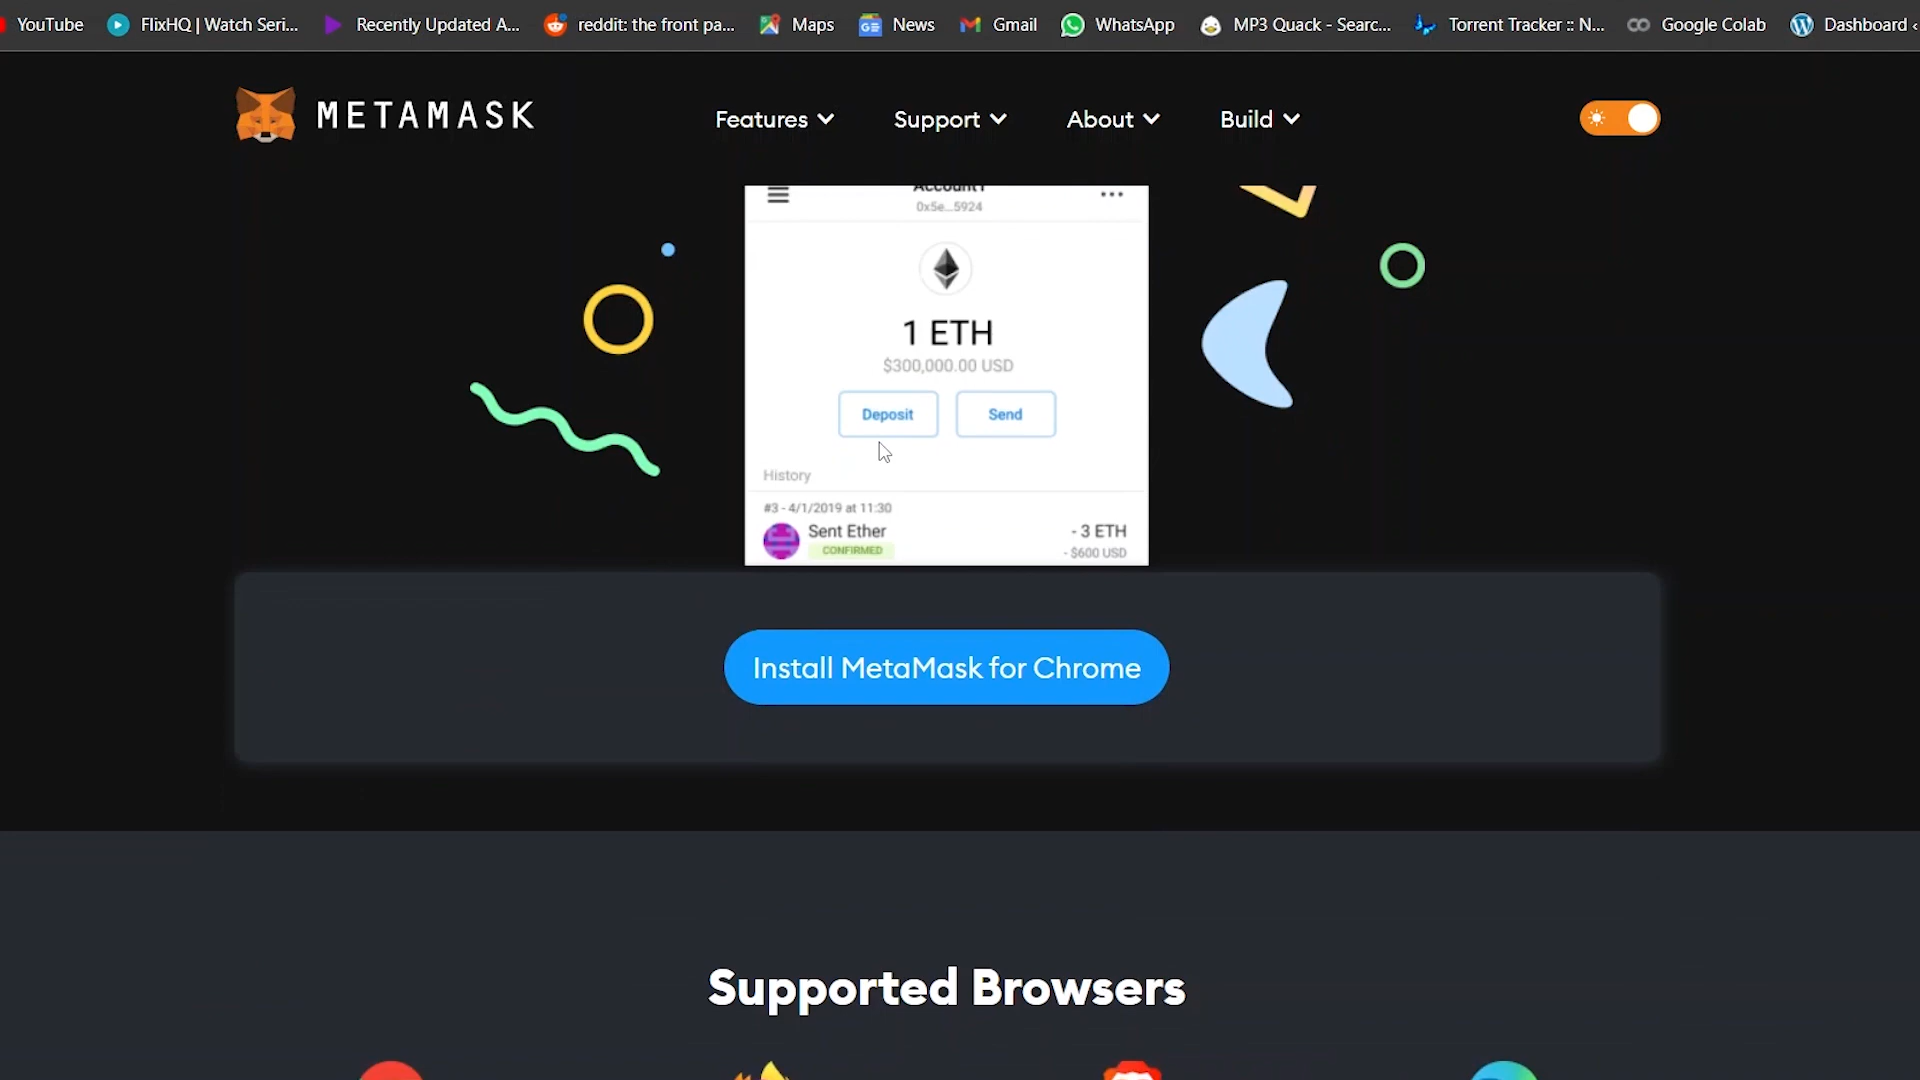 YouTube FlixHQ | Watch Seri... Recently Updated A... reddit: the front pa... Maps News Gmail WhatsApp MP3 Quack - Searc... Torrent Tracker :: N... Google Colab Dashboard ‹
METAMASK Features Support About Build
Account1
0x5e...5924
1 ETH
$300,000.00 USD
Deposit Send
History
#3 - 4/1/2019 at 11:30
Sent Ether - 3 ETH
CONFIRMED - $600 USD
Install MetaMask for Chrome
Supported Browsers